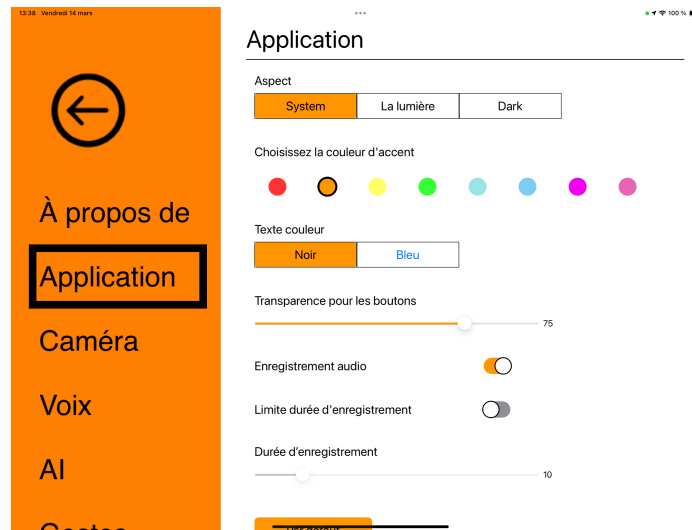 13:38 Vendredi 14 mars
100 %
Application
Aspect
System La lumière Dark
Choisissez la couleur d'accent
À propos de
Texte couleur
Noir Bleu
Application
Transparence pour les boutons
75
Caméra
Enregistrement audio
Voix
Limite durée d'enregistrement
Durée d’enregistrement
AI
10